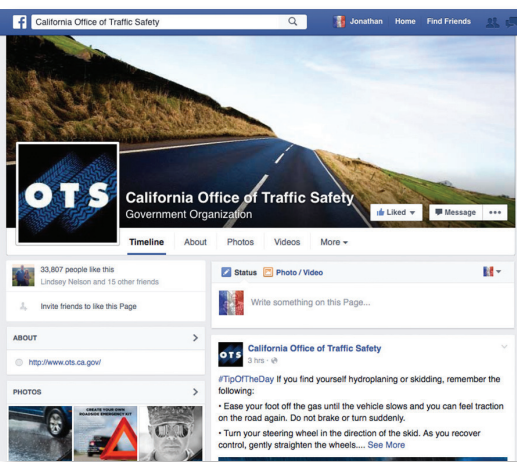 California Office of Traffic Safety
Jonathan Home Find Friends
OTS
California Office of Traffic Safety
Government Organization
Liked Message
Timeline About Photos Videos More
33,807 people like this
Lindsey Nelson and 15 other friends
Invite friends to like this Page
ABOUT
http://www.ots.ca.gov/
PHOTOS
CREATE YOUR OWN
ROADSIDE EMERGENCY KIT
Status Photo / Video
Write something on this Page...
OTS
California Office of Traffic Safety
3 hrs ·
#TipOfTheDay If you find yourself hydroplaning or skidding, remember the
following:
• Ease your foot off the gas until the vehicle slows and you can feel traction
on the road again. Do not brake or turn suddenly.
• Turn your steering wheel in the direction of the skid. As you recover
control, gently straighten the wheels.... See More